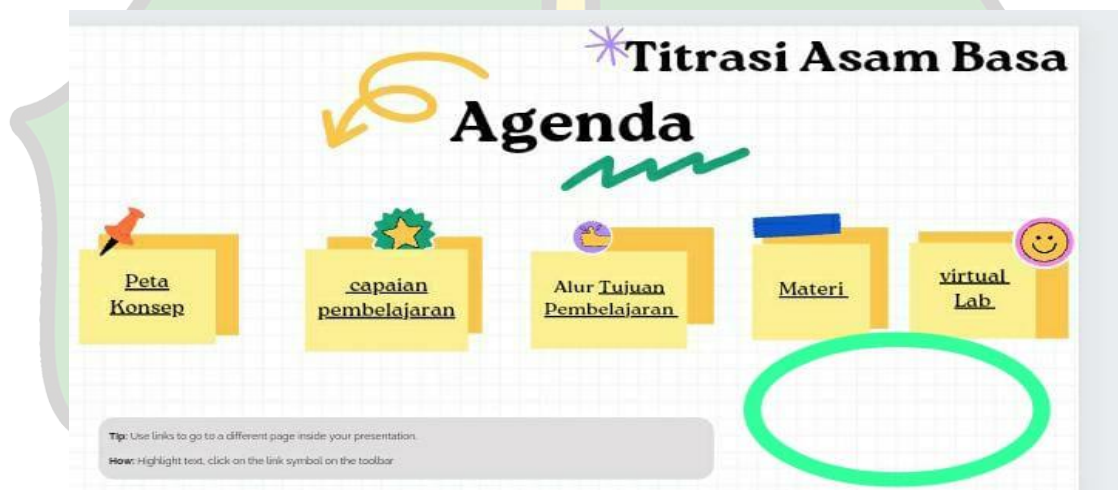 Titrasi Asam Basa
Agenda
Peta
Konsep
capaian
pembelajaran
Alur Tujuan
Pembelajaran
Materi
virtual
Lab
Tip: Use links to go to a different page inside your presentation.
How: Highlight text, click on the link symbol on the toolbar